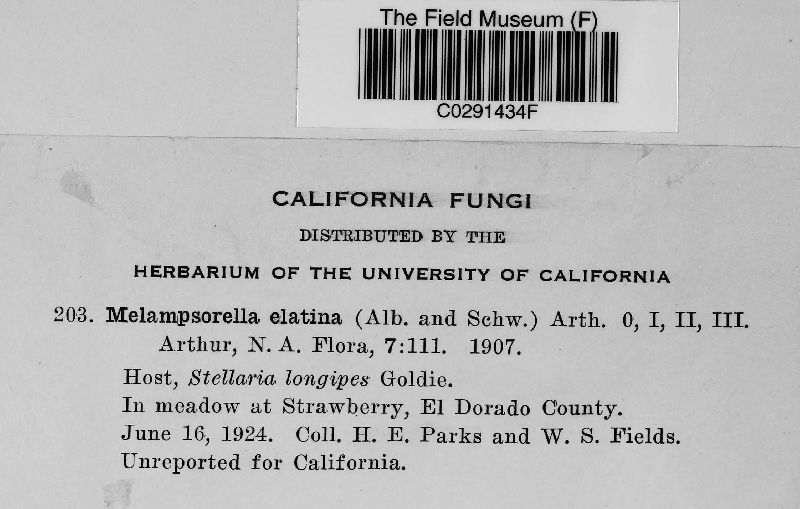 The Field Museum (F)
C0291434F
CALIFORNIA FUNGI
DISTRIBUTED BY THE
HERBARIUM OF THE UNIVERSITY OF CALIFORNIA
203. Melampsorella elatina (Alb. and Schw.) Arth. 0, I, II, III.
Arthur, N. A. Flora, 7:111. 1907.
Host, Stellaria longipes Goldie.
In meadow at Strawberry, El Dorado County.
June 16, 1924. Coll. H. E. Parks and W. S. Fields.
Unreported for California.